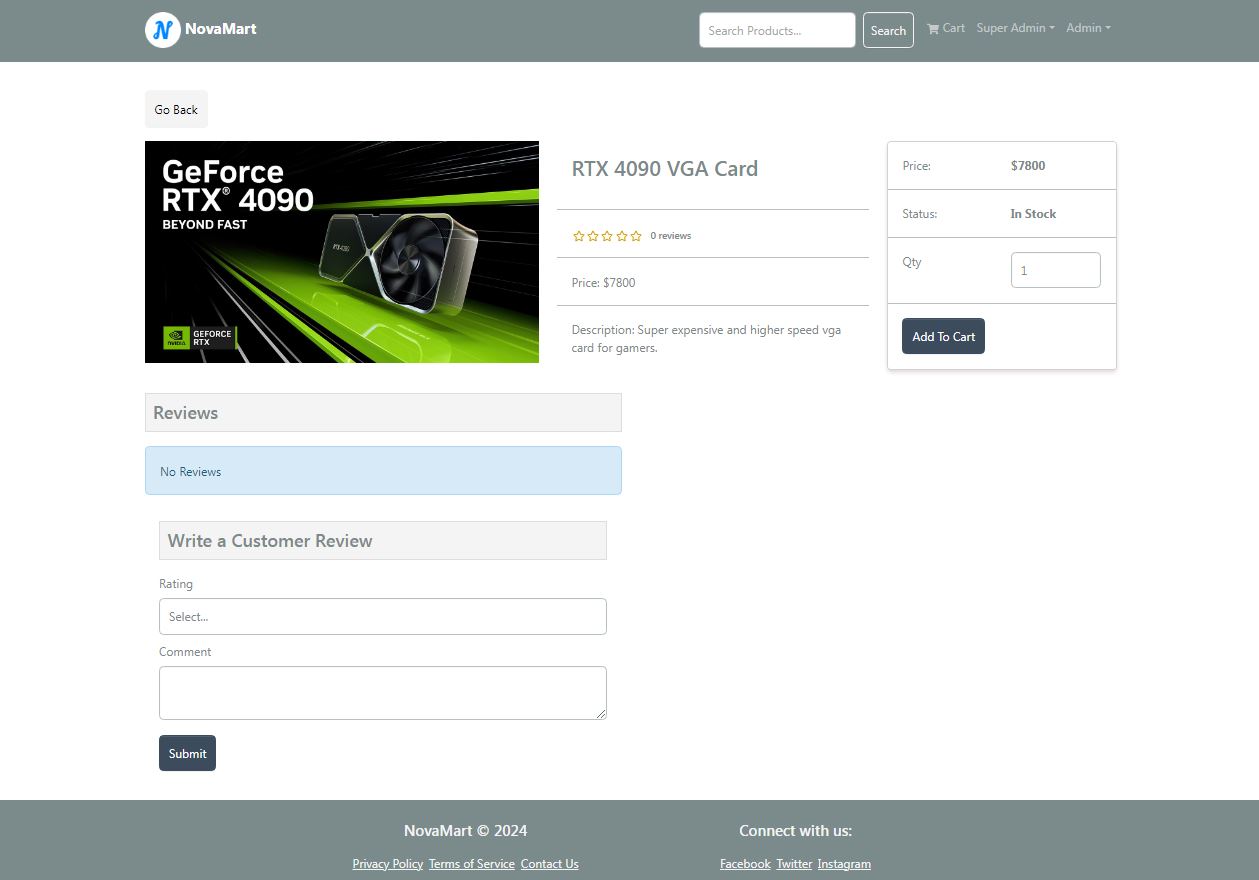 N NovaMart
Search Products...
Search
Cart
Super Admin
Admin
Go Back
GeForce
RTX® 4090
BEYOND FAST
RTX 4090
NVIDIA
GEFORCE
RTX
RTX 4090 VGA Card
0 reviews
Price: $7800
Description: Super expensive and higher speed vga
card for gamers.
Price: $7800
Status: In Stock
Qty 1
Add To Cart
Reviews
No Reviews
Write a Customer Review
Rating
Select...
Comment
Submit
NovaMart © 2024
Privacy Policy Terms of Service Contact Us
Connect with us:
Facebook Twitter Instagram